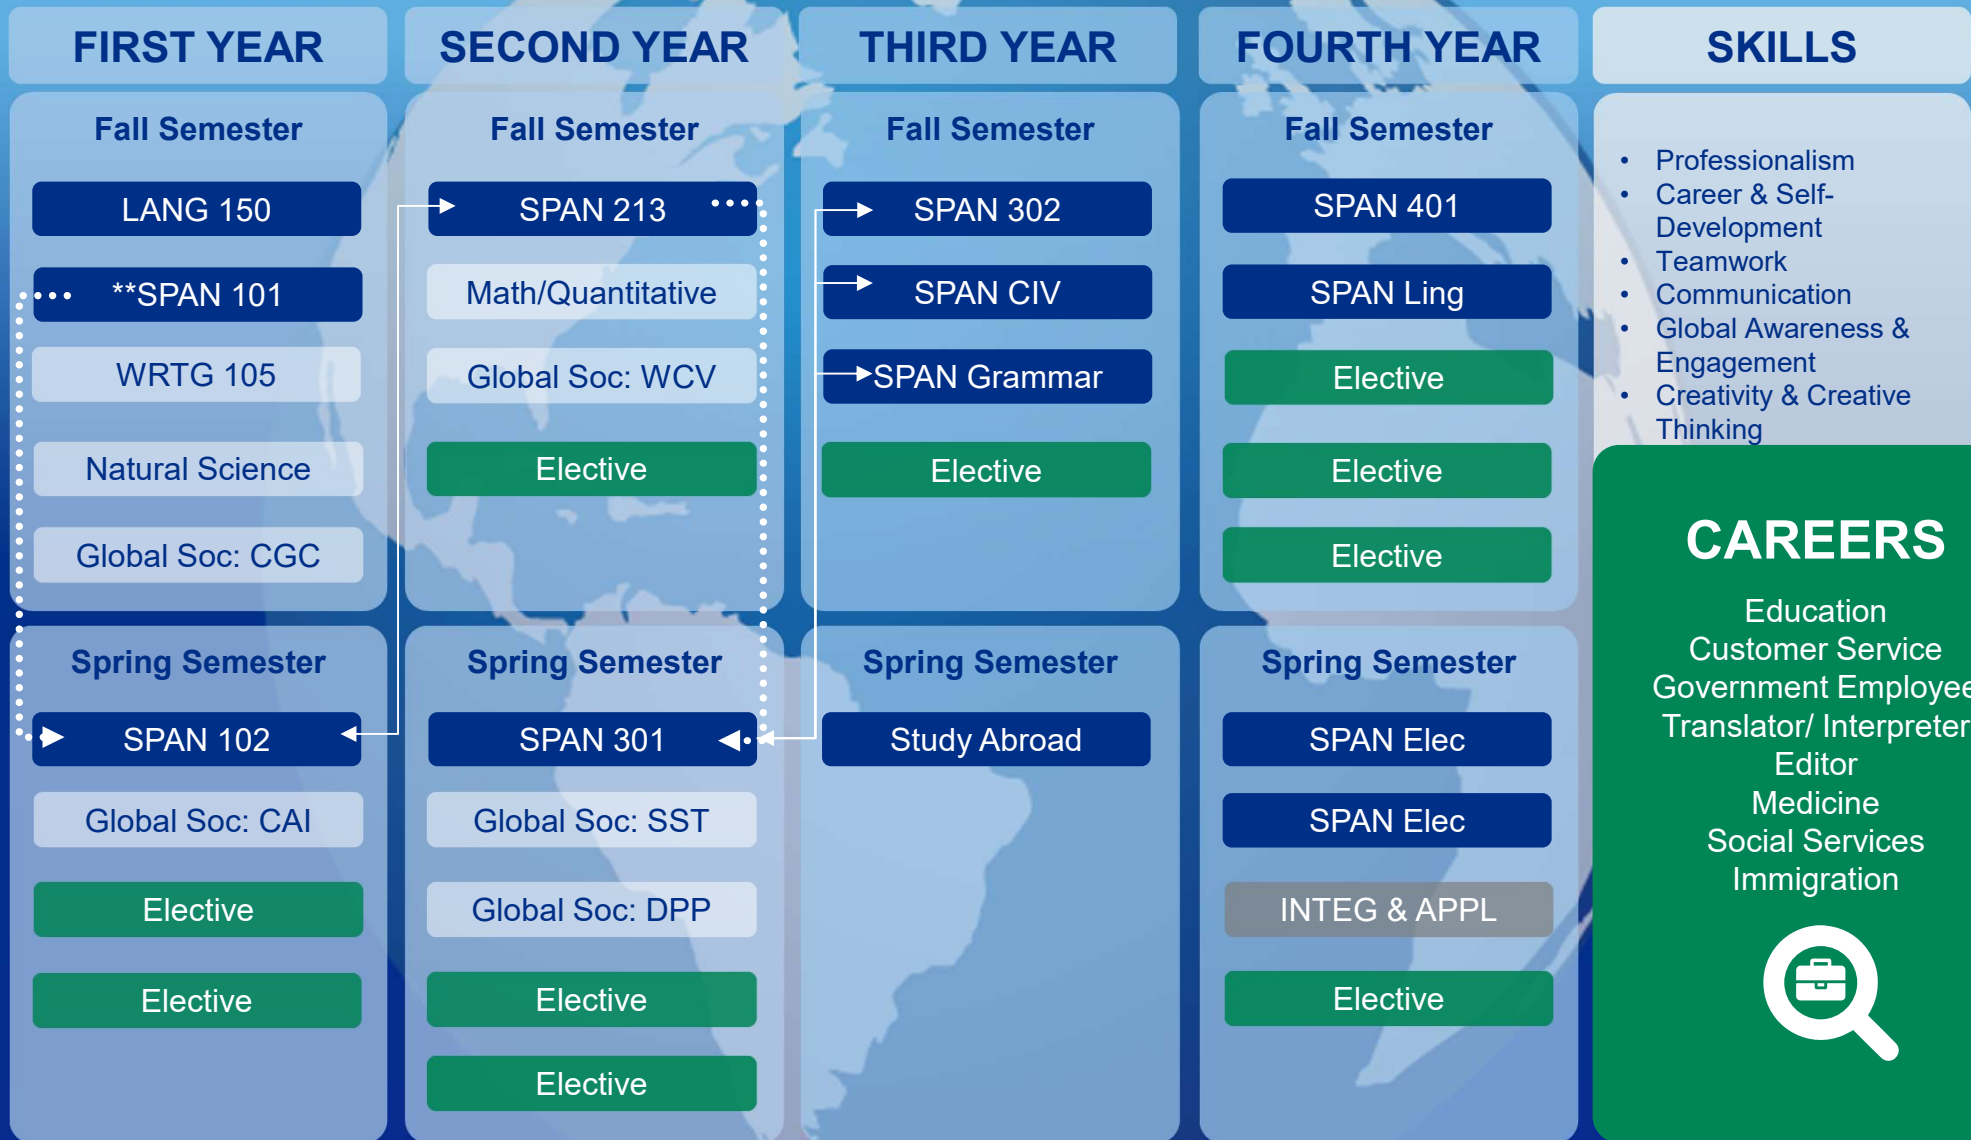 FIRST YEAR
Fall Semester
LANG 150
**SPAN 101
WRTG 105
Natural Science
Global Soc: CGC
Spring Semester
SPAN 102
Global Soc: CAI
Elective
Elective
SECOND YEAR
Fall Semester
SPAN 213
Math/Quantitative
Global Soc: WCV
Elective
Spring Semester
SPAN 301
Global Soc: SST
Global Soc: DPP
Elective
Elective
THIRD YEAR
Fall Semester
SPAN 302
SPAN CIV
SPAN Grammar
Elective
Spring Semester
Study Abroad
FOURTH YEAR
Fall Semester
SPAN 401
SPAN Ling
Elective
Elective
Elective
Spring Semester
SPAN Elec
SPAN Elec
INTEG & APPL
Elective
SKILLS
• Professionalism
• Career & Self-
Development
• Teamwork
• Communication
• Global Awareness &
Engagement
• Creativity & Creative
Thinking
CAREERS
Education
Customer Service
Government Employee
Translator/ Interpreter
Editor
Medicine
Social Services
Immigration